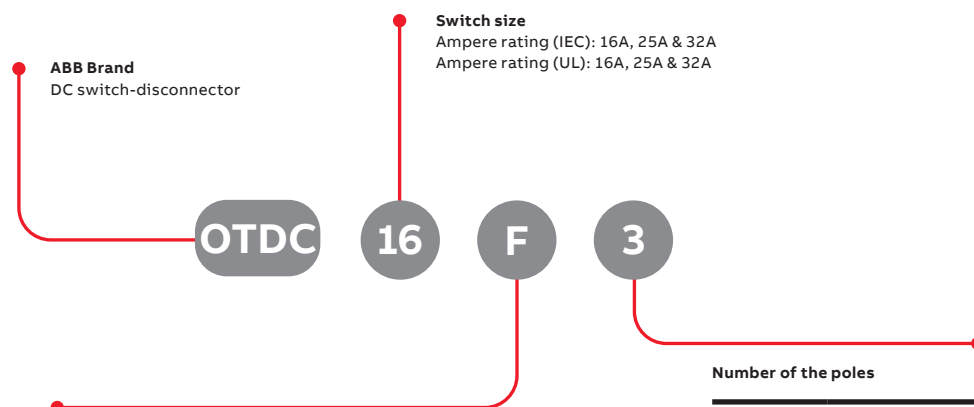 Switch size
Ampere rating (IEC): 16A, 25A & 32A
Ampere rating (UL): 16A, 25A & 32A
ABB Brand
DC switch-disconnector
OTDC 16 F 3
Number of the poles